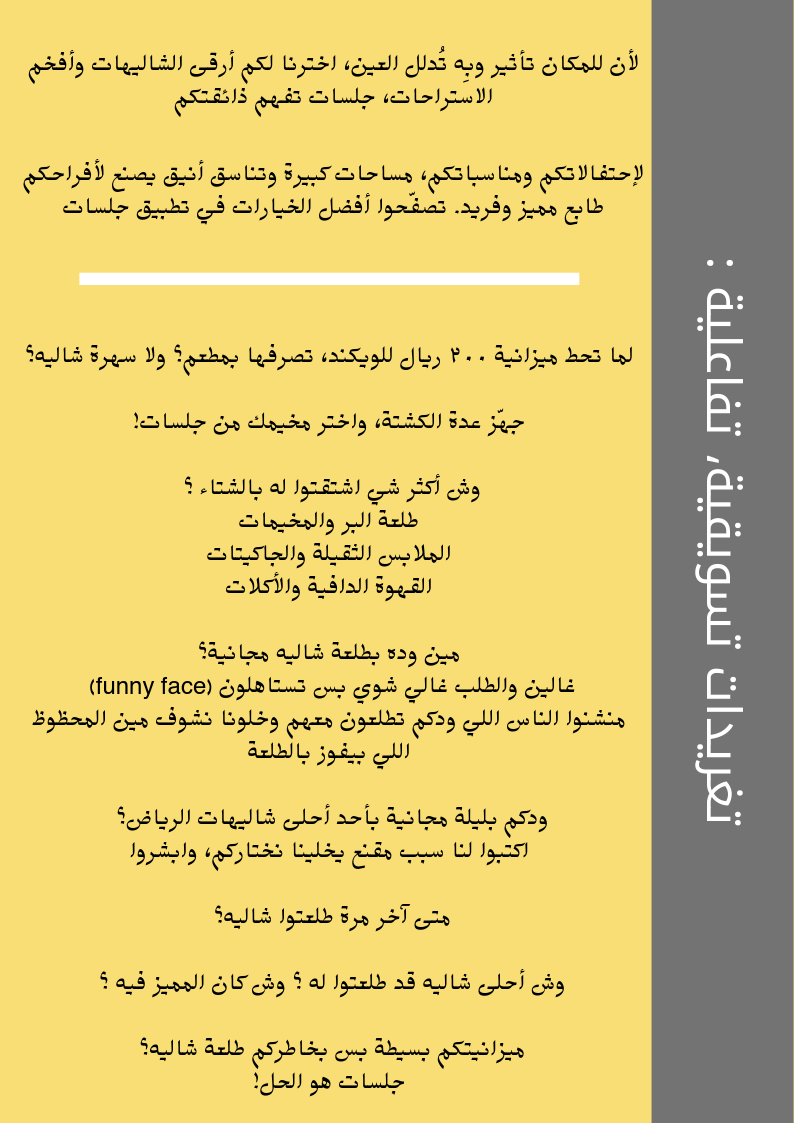 لأن للمكان تأثير وبِه تُدلل العين، اخترنا لكم أرقى الشاليهات وأفخم
الاستراحات، جلسات تفهم ذائقتكم
لإحتفالاتكم ومناسباتكم، مساحات كبيرة وتناسق أنيق يصنع لأفراحكم
طابع مميز وفريد. تصفّحوا أفضل الخيارات في تطبيق جلسات
لما تحط ميزانية ٢٠٠ ريال للويكند، تصرفها بمطعم؟ ولا سهرة شاليه؟
جهّز عدة الكشتة، واختر مخيمك من جلسات!
وش أكثر شي اشتقتوا له بالشتاء ؟
طلعة البر والمخيمات
الملابس الثقيلة والجاكيتات
القهوة الدافية والأكلات
مين وده بطلعة شاليه مجانية؟
غالين والطلب غالي شوي بس تستاهلون (funny face)
منشنوا الناس اللي ودكم تطلعون معهم وخلونا نشوف مين المحظوظ
اللي بيفوز بالطلعة
ودكم بليلة مجانية بأحد أحلى شاليهات الرياض؟
اكتبوا لنا سبب مقنع يخلينا نختاركم، وابشروا
متى آخر مرة طلعتوا شاليه؟
وش أحلى شاليه قد طلعتوا له ؟ وش كان المميز فيه ؟
ميزانيتكم بسيطة بس بخاطركم طلعة شاليه؟
جلسات هو الحل!
تغريدات تسويقية، تفاعلية :